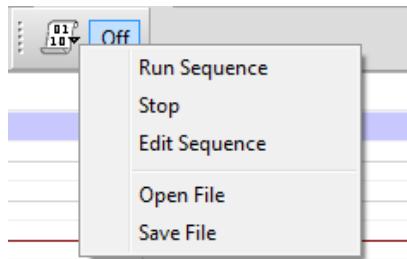 01
10
Off
Run Sequence
Stop
Edit Sequence
Open File
Save File